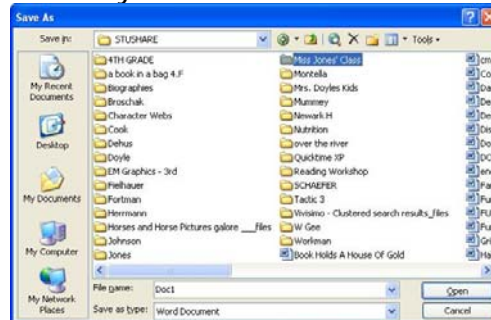 Save As
Save in:
STUSHARE
Tools
My Recent
Documents
Desktop
My Documents
My Computer
My Network
Places
4TH GRADE
a book in a bag 4.F
Biographies
Broschak
Character Webs
Cook
Dehus
Doyle
EM Graphics - 3rd
Fielhauer
Fortman
Herrmann
Horses and Horse Pictures galore ___files
Johnson
Jones
Miss Jones' Class
Montella
Mrs. Doyles Kids
Mummey
Newark H
Nutrition
over the river
Quicktime XP
Reading Workshop
SCHAEFER
Tactic 3
Vivisimo - Clustered search results_files
W Gee
Workman
Book Holds A House Of Gold
File name:
Doc1
Open
Save as type:
Word Document
Cancel